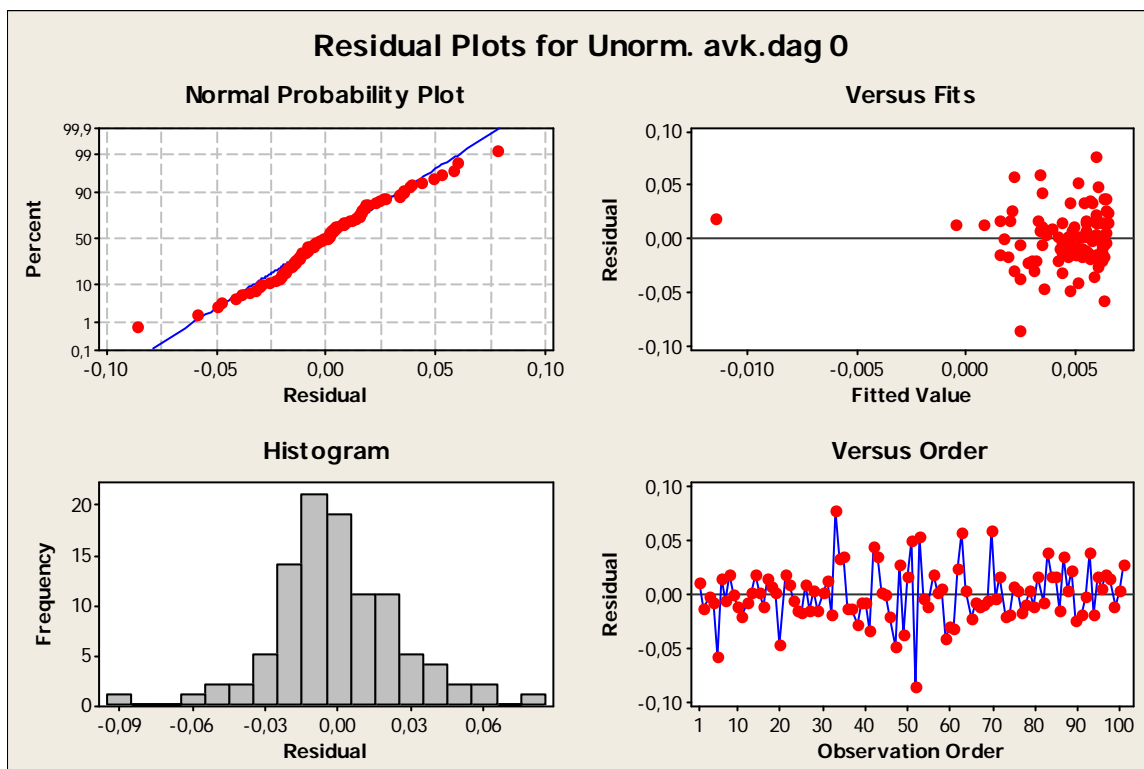 Residual Plots for Unorm. avk.dag 0
Normal Probability Plot
99,9
99
90
50
10
1
0,1
Percent
-0,10 -0,05 0,00 0,05 0,10
Residual
Versus Fits
0,10
0,05
0,00
-0,05
-0,10
Residual
-0,010 -0,005 0,000 0,005
Fitted Value
Histogram
20
15
10
5
0
Frequency
-0,09 -0,06 -0,03 0,00 0,03 0,06
Residual
Versus Order
0,10
0,05
0,00
-0,05
-0,10
Residual
1 10 20 30 40 50 60 70 80 90 100
Observation Order